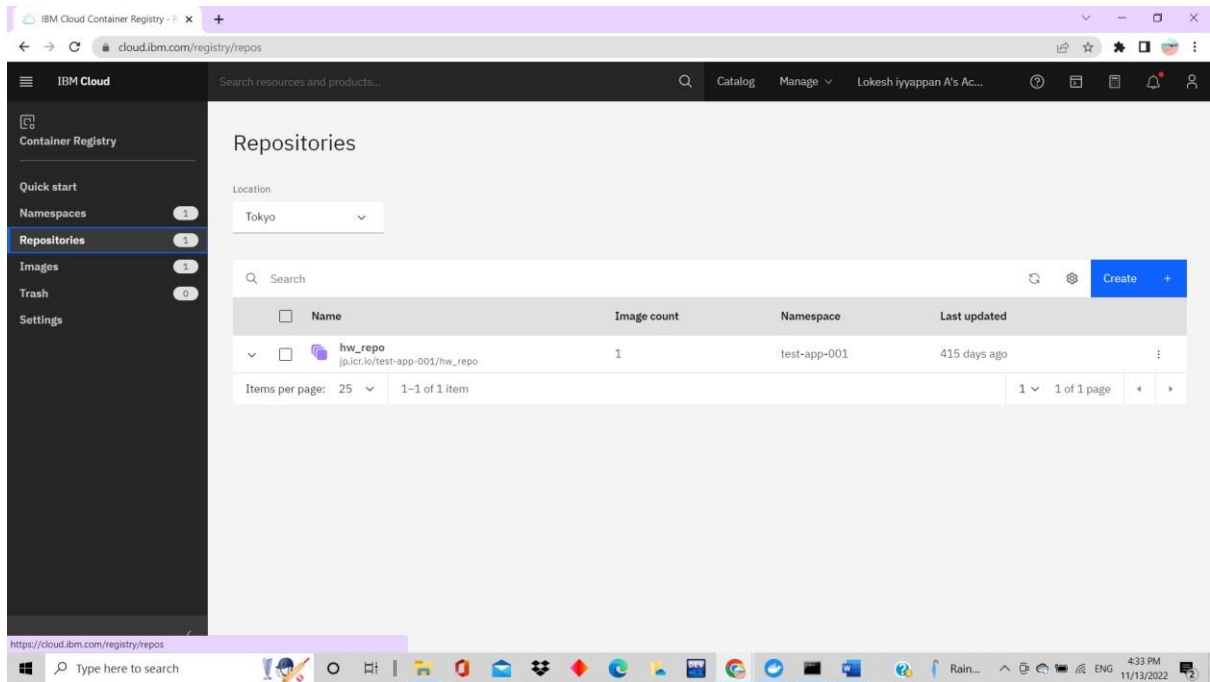 IBM Cloud Container Registry - R
cloud.ibm.com/registry/repos
IBM Cloud
Search resources and products...
Catalog
Manage
Lokesh iyyappan A's Ac...
Container Registry
Quick start
Namespaces 1
Repositories 1
Images 1
Trash 0
Settings
Repositories
Location
Tokyo
Search
Create +
Name Image count Namespace Last updated
hw_repo
jp.icr.io/test-app-001/hw_repo
1 test-app-001 415 days ago
Items per page: 25 1–1 of 1 item 1 1 of 1 page
https://cloud.ibm.com/registry/repos
Type here to search
Rain...
ENG
4:33 PM
11/13/2022
2